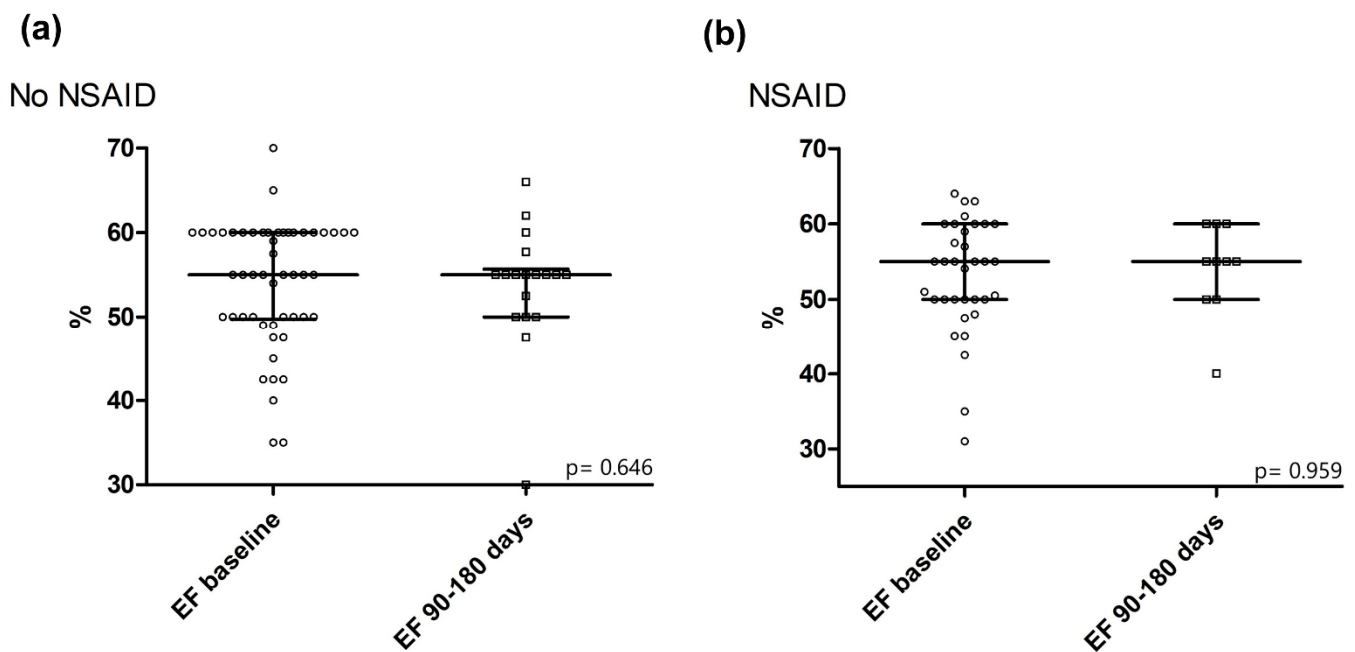 (a)
No NSAID
70
60
50
40
30
%
p= 0.646
EF baseline
EF 90-180 days
(b)
NSAID
70
60
50
40
30
%
p= 0.959
EF baseline
EF 90-180 days